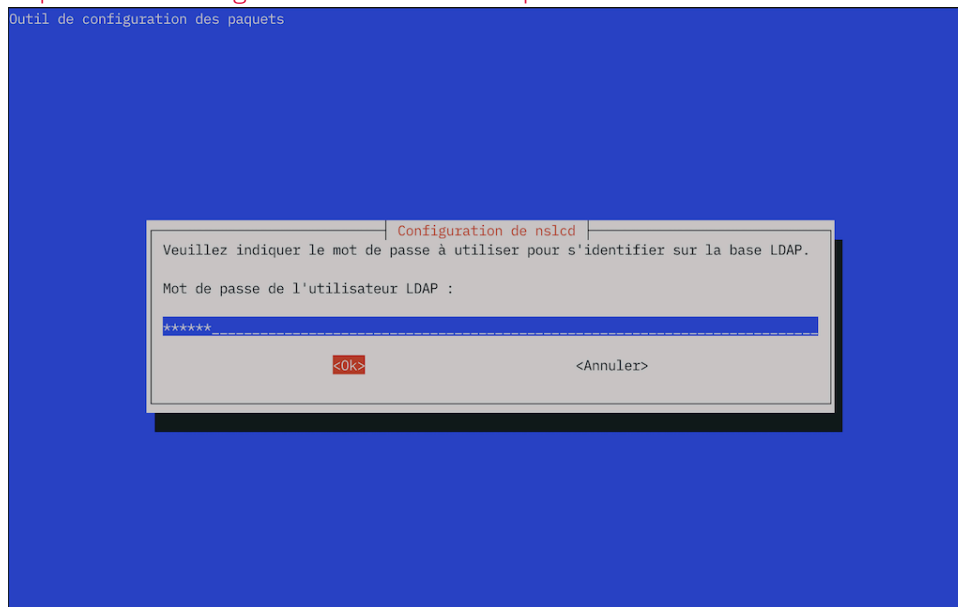 Outil de configuration des paquets
Configuration de nslcd
Veuillez indiquer le mot de passe à utiliser pour s'identifier sur la base LDAP.
Mot de passe de l'utilisateur LDAP :
******
<Ok> <Annuler>